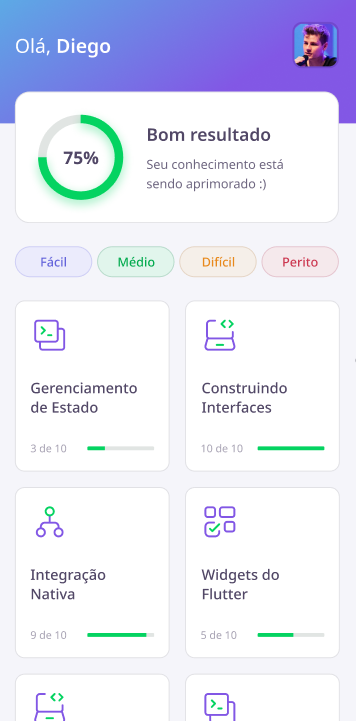 Olá, Diego
75%
Bom resultado
Seu conhecimento está
sendo aprimorado :)
Fácil
Médio
Difícil
Perito
Gerenciamento
de Estado
3 de 10
Construindo
Interfaces
10 de 10
Integração
Nativa
9 de 10
Widgets do
Flutter
5 de 10